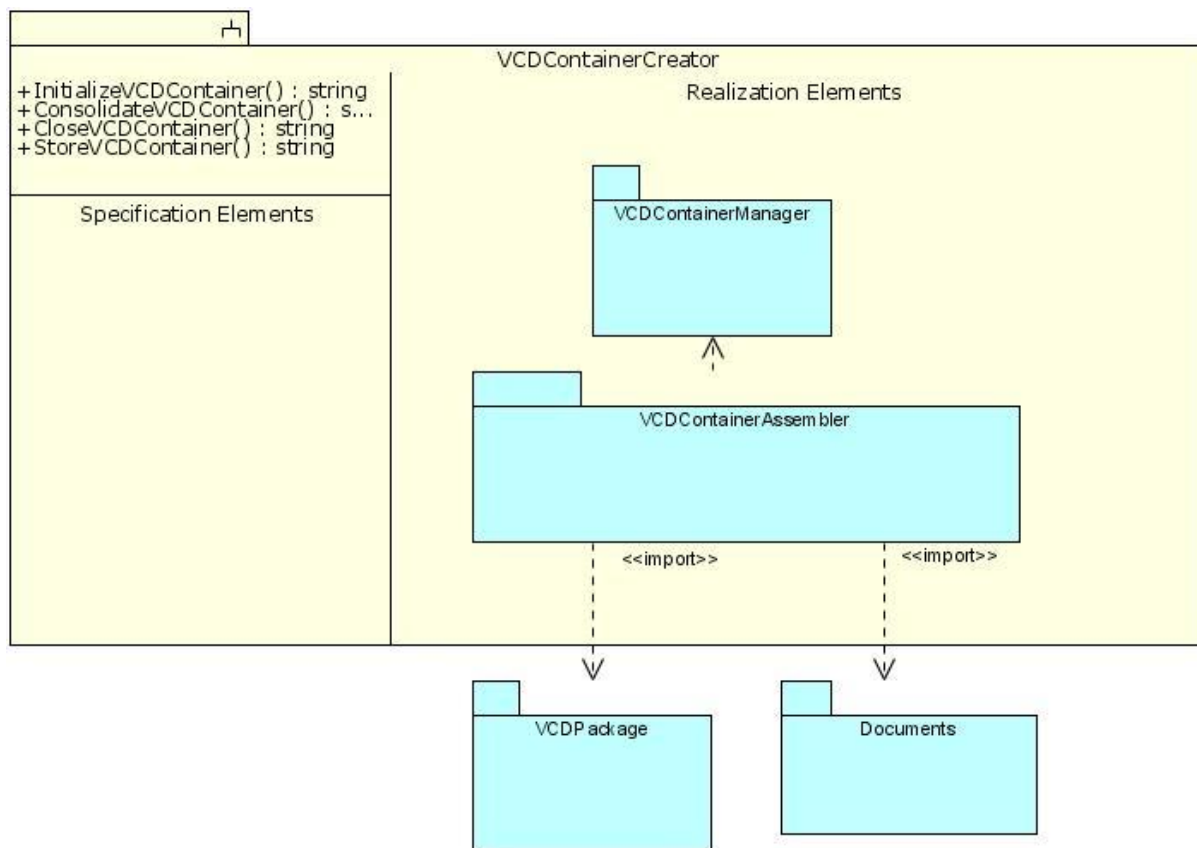 VCDContainerCreator
+InitializeVCDContainer() : string
+ConsolidateVCDContainer() : s...
+CloseVCDContainer() : string
+StoreVCDContainer() : string
Realization Elements
Specification Elements
VCDContainerManager
VCDContainerAssembler
<<import>>
<<import>>
VCDPackage
Documents